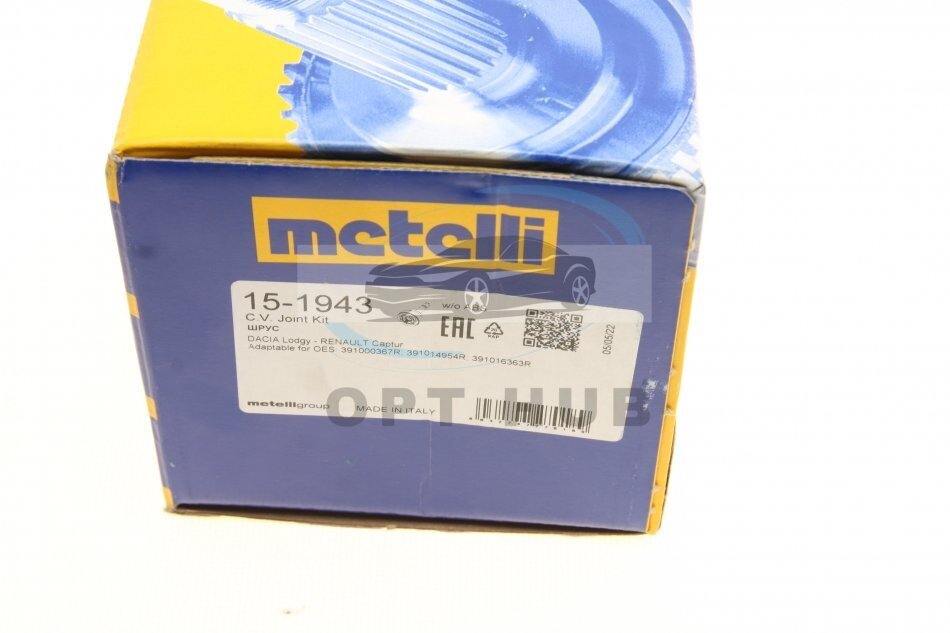 metelli
15-1943
w/o ABS
C.V. Joint Kit
ШРУС
EAC
05/05/22
DACIA Lodgy - RENAULT Captur
Adaptable for OES: 391000367R, 391014954R, 391016363R
OPT HUB
metelligroup
MADE IN ITALY